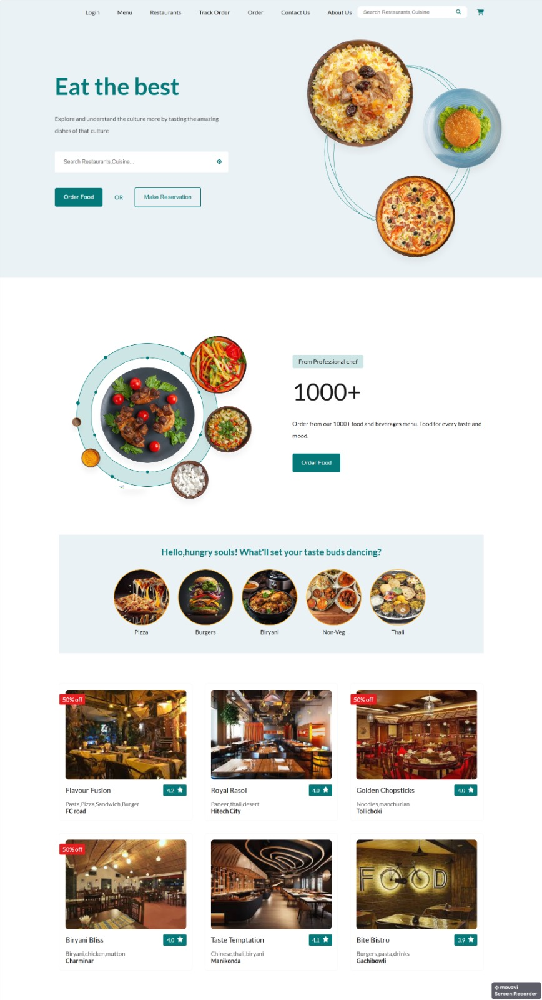 Login Menu Restaurants Track Order Order Contact Us About Us Search Restaurants,Cuisine
Eat the best
Explore and understand the culture more by tasting the amazing
dishes of that culture
Search Restaurants,Cuisine...
Order Food OR Make Reservation
From Professional chef
1000+
Order from our 1000+ food and beverages menu. Food for every taste and
mood.
Order Food
Hello,hungry souls! What'll set your taste buds dancing?
Pizza Burgers Biryani Non-Veg Thali
50% off
50% off
Flavour Fusion 4.2
Pasta,Pizza,Sandwich,Burger
FC road
Royal Rasoi 4.0
Paneer,thali,desert
Hitech City
Golden Chopsticks 4.0
Noodles,manchurian
Tollichoki
50% off
FOOD
Biryani Bliss 4.0
Biryani,chicken,mutton
Charminar
Taste Temptation 4.1
Chinese,thali,biryani
Manikonda
Bite Bistro 3.9
Burgers,pasta,drinks
Gachibowli
movavi
Screen Recorder